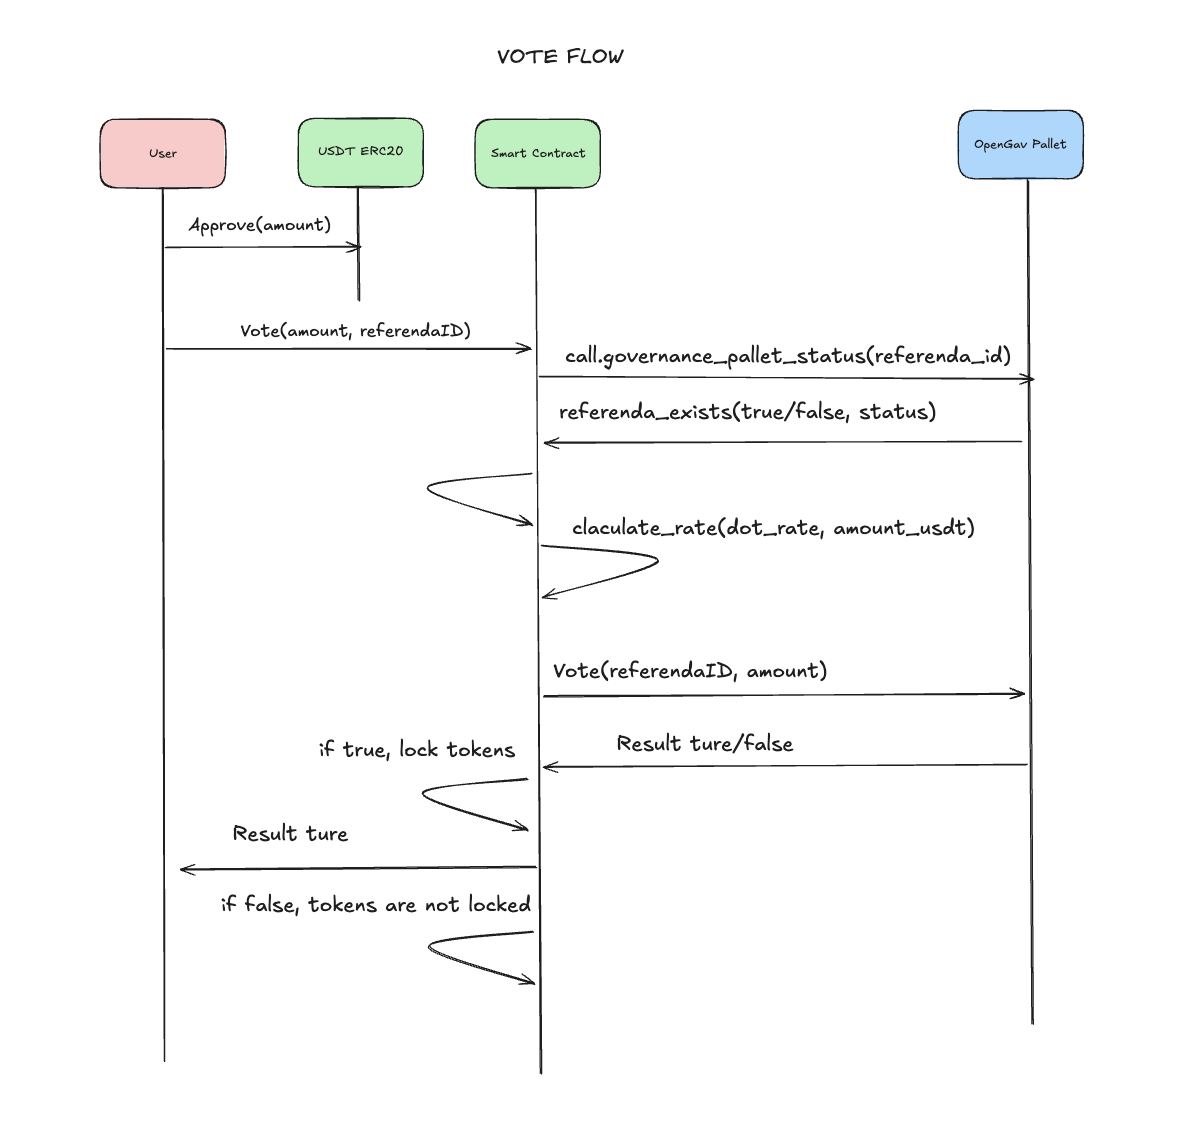 VOTE FLOW
User
USDT ERC20
Smart Contract
OpenGav Pallet
Approve(amount)
Vote(amount, referendaID)
call.governance_pallet_status(referenda_id)
referenda_exists(true/false, status)
claculate_rate(dot_rate, amount_usdt)
Vote(referendaID, amount)
Result ture/false
if true, lock tokens
Result ture
if false, tokens are not locked